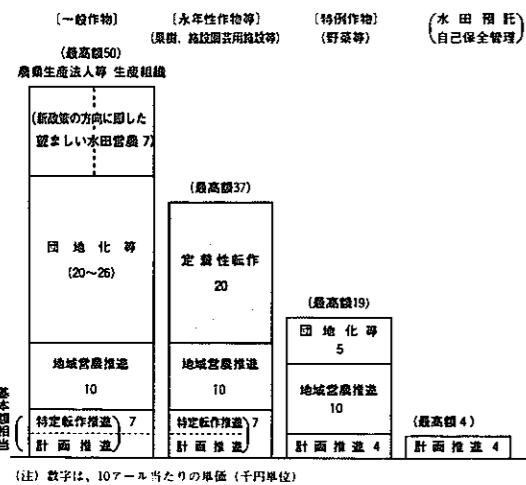 〔一般作物〕
(最高額50)
農業生産法人等 生産組織
(新政策の方向に即した
望ましい水田営農 7)
団地化等
(20～26)
地域営農推進
10
(特定転作推進
計画推進) 7
〔永年性作物等〕
(果樹、施設園芸用施設等)
(最高額37)
定着性転作
20
地域営農推進
10
(特定転作推進
計画推進) 7
〔特例作物〕
(野菜等)
(最高額19)
団地化等
5
地域営農推進
10
計画推進 4
(水田預託
自己保全管理)
(最高額4)
計画推進 4
(注) 数字は、10アール当たりの単価 (千円単位)